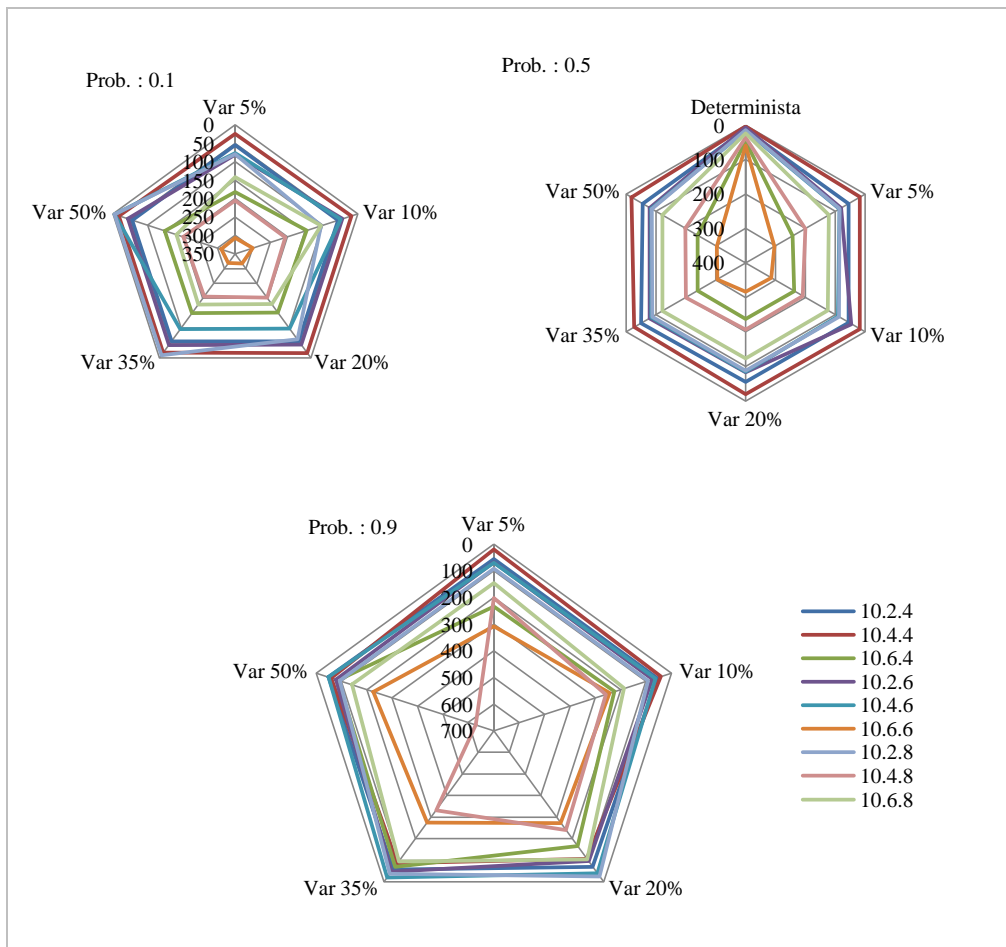 Prob. : 0.1
Var 5%
0
50
100
150
200
250
300
350
Var 10%
Var 20%
Var 35%
Var 50%
Prob. : 0.5
Determinista
0
100
200
300
400
Var 5%
Var 10%
Var 20%
Var 35%
Var 50%
Prob. : 0.9
Var 5%
0
100
200
300
400
500
600
700
Var 10%
Var 20%
Var 35%
Var 50%
10.2.4
10.4.4
10.6.4
10.2.6
10.4.6
10.6.6
10.2.8
10.4.8
10.6.8